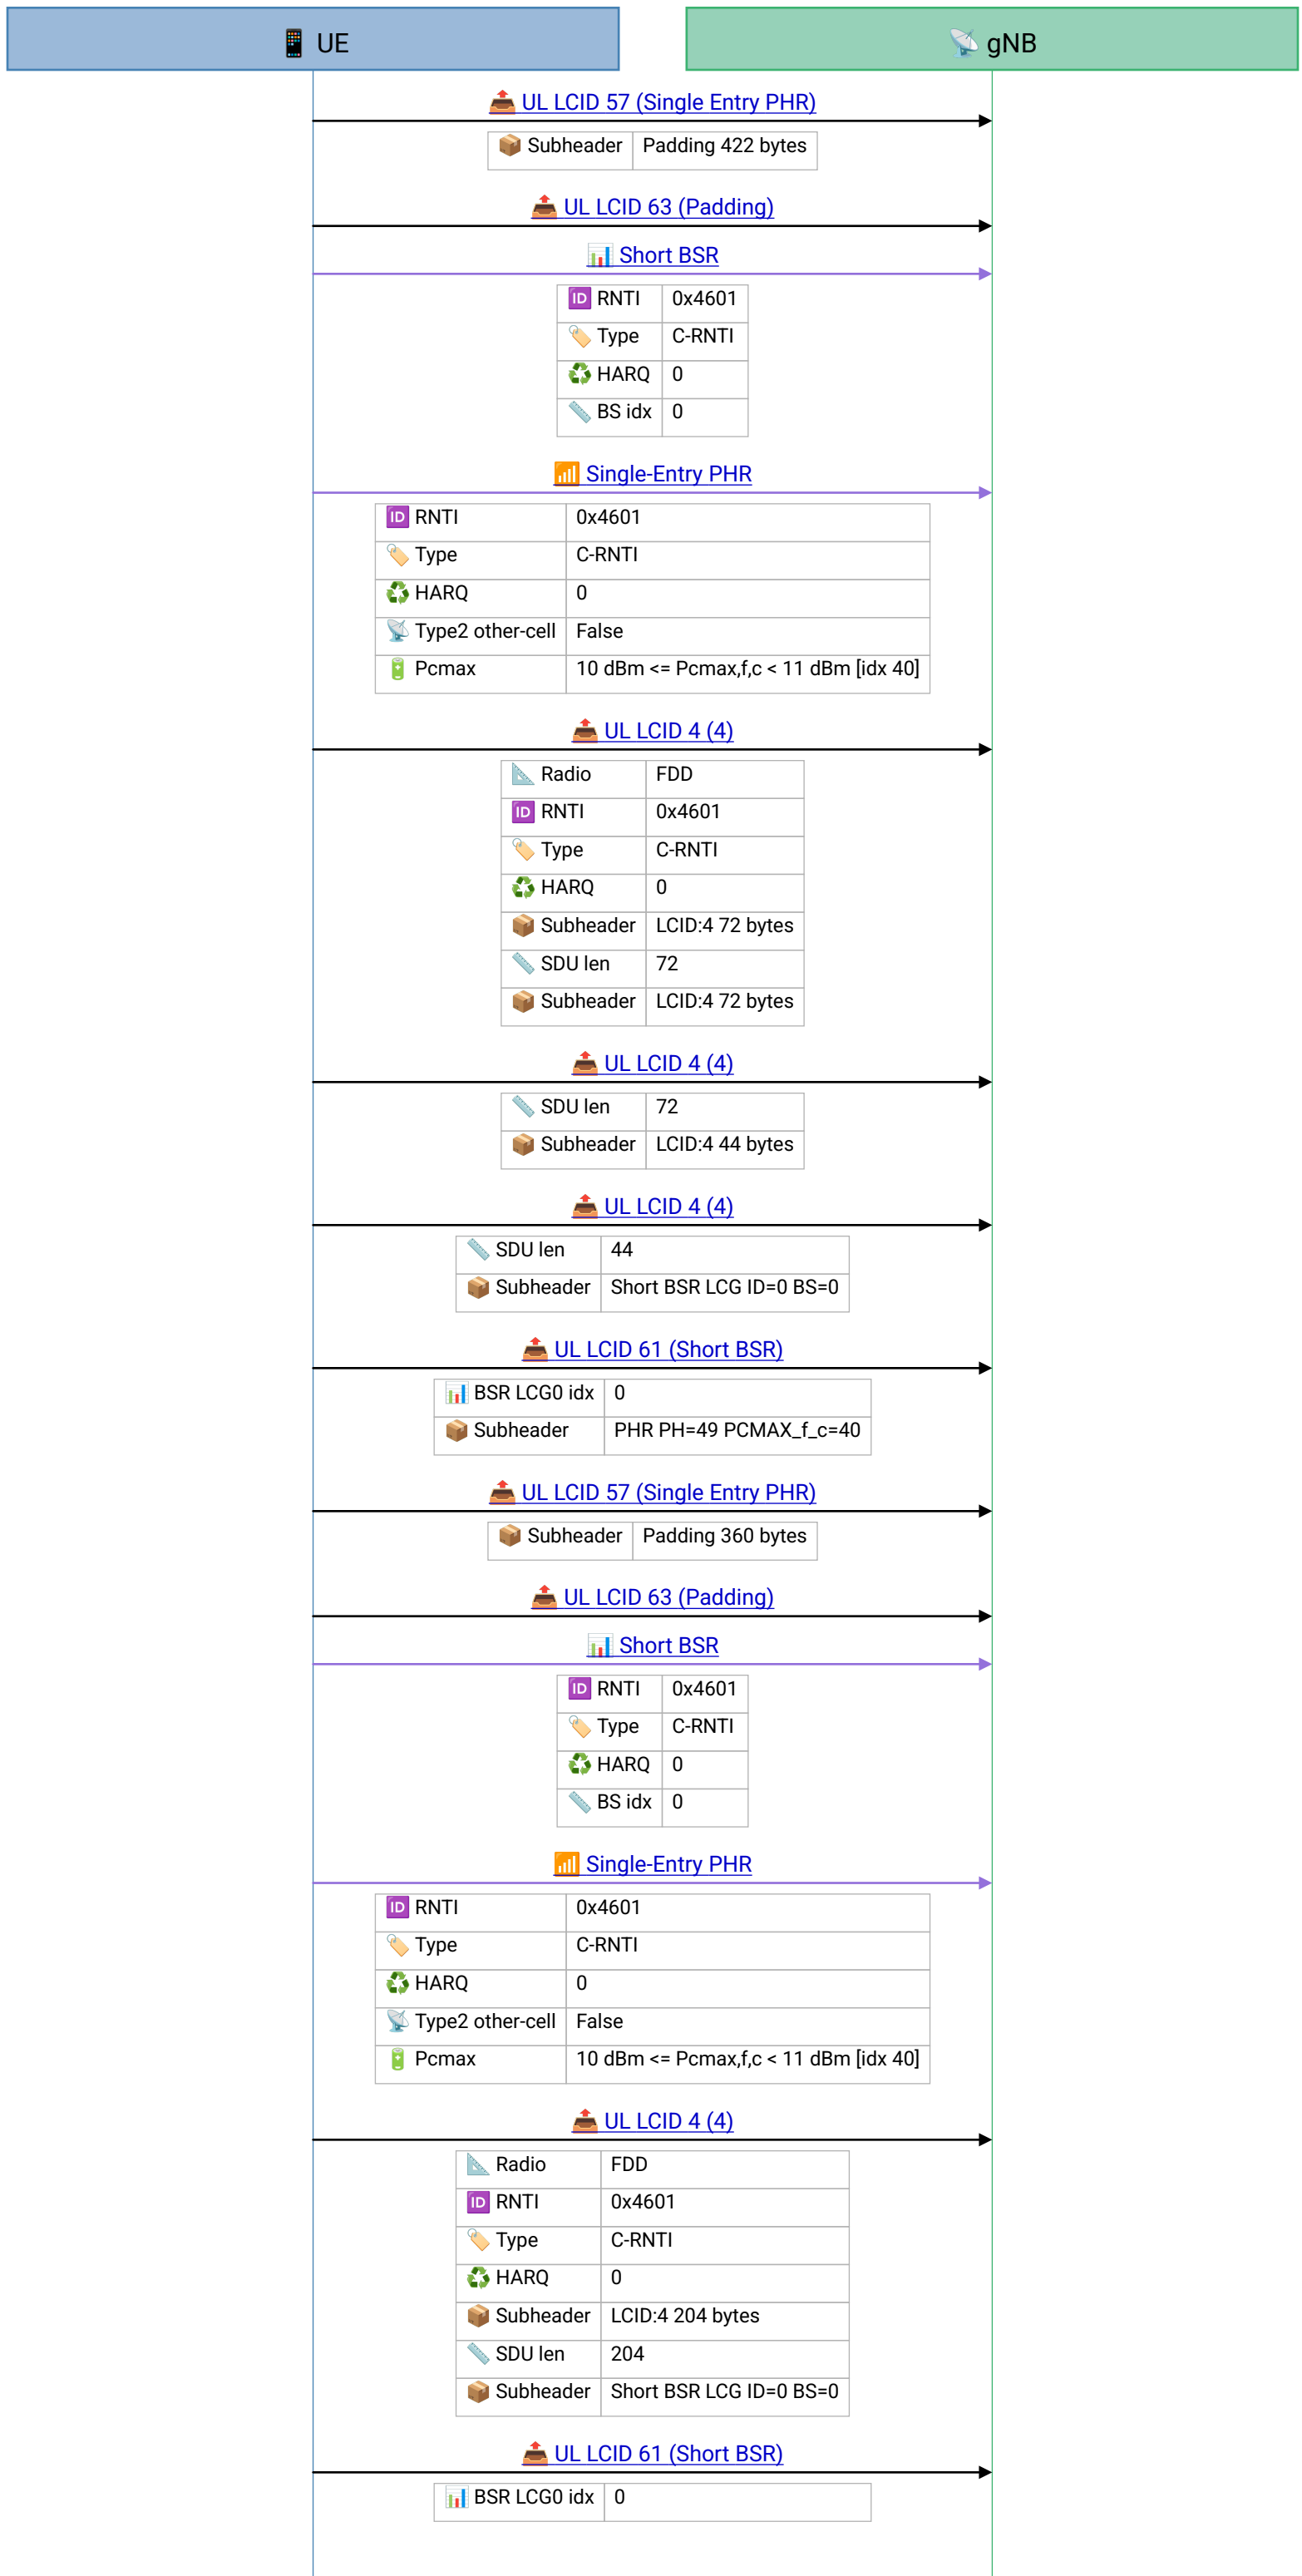 📱 UE
📡 gNB
📤 UL LCID 57 (Single Entry PHR)
📦 Subheader Padding 422 bytes
📤 UL LCID 63 (Padding)
📊 Short BSR
🆔 RNTI 0x4601
🏷️ Type C-RNTI
♻️ HARQ 0
📏 BS idx 0
📶 Single-Entry PHR
🆔 RNTI 0x4601
🏷️ Type C-RNTI
♻️ HARQ 0
📡 Type2 other-cell False
🔋 Pcmax 10 dBm <= Pcmax,f,c < 11 dBm [idx 40]
📤 UL LCID 4 (4)
📐 Radio FDD
🆔 RNTI 0x4601
🏷️ Type C-RNTI
♻️ HARQ 0
📦 Subheader LCID:4 72 bytes
📏 SDU len 72
📦 Subheader LCID:4 72 bytes
📤 UL LCID 4 (4)
📏 SDU len 72
📦 Subheader LCID:4 44 bytes
📤 UL LCID 4 (4)
📏 SDU len 44
📦 Subheader Short BSR LCG ID=0 BS=0
📤 UL LCID 61 (Short BSR)
📊 BSR LCG0 idx 0
📦 Subheader PHR PH=49 PCMAX_f_c=40
📤 UL LCID 57 (Single Entry PHR)
📦 Subheader Padding 360 bytes
📤 UL LCID 63 (Padding)
📊 Short BSR
🆔 RNTI 0x4601
🏷️ Type C-RNTI
♻️ HARQ 0
📏 BS idx 0
📶 Single-Entry PHR
🆔 RNTI 0x4601
🏷️ Type C-RNTI
♻️ HARQ 0
📡 Type2 other-cell False
🔋 Pcmax 10 dBm <= Pcmax,f,c < 11 dBm [idx 40]
📤 UL LCID 4 (4)
📐 Radio FDD
🆔 RNTI 0x4601
🏷️ Type C-RNTI
♻️ HARQ 0
📦 Subheader LCID:4 204 bytes
📏 SDU len 204
📦 Subheader Short BSR LCG ID=0 BS=0
📤 UL LCID 61 (Short BSR)
📊 BSR LCG0 idx 0